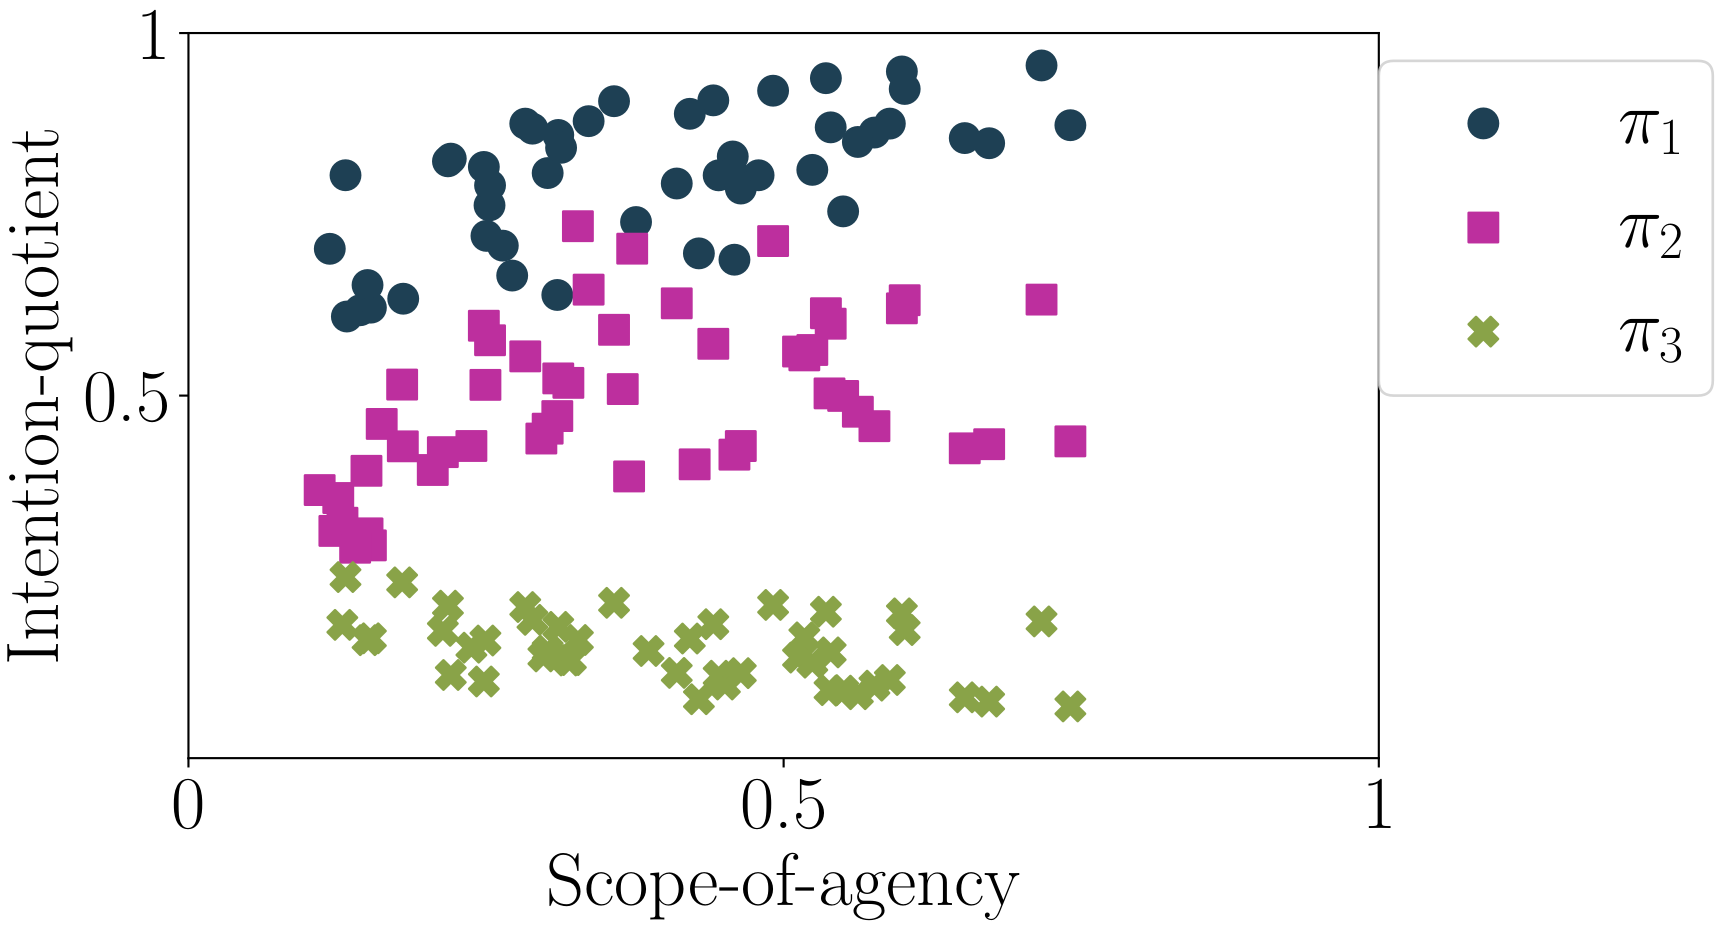 1
0.5
Intention-quotient
0
0.5
1
Scope-of-agency
π₁
π₂
π₃